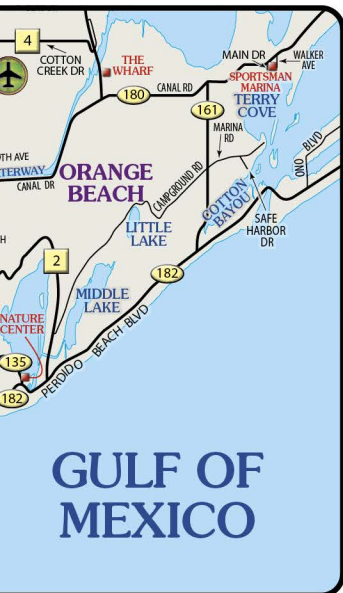 4
COTTON
CREEK DR
THE
WHARF
MAIN DR
WALKER
AVE
SPORTSMAN
MARINA
TERRY
COVE
180
CANAL RD
161
MARINA
RD
TH AVE
TERWAY
CANAL DR
ORANGE
BEACH
CAMPGROUND RD
ONO BLVD
COTTON
BAYOU
SAFE
HARBOR
DR
LITTLE
LAKE
H
2
182
MIDDLE
LAKE
NATURE
CENTER
135
182
PERDIDO BEACH BLVD
GULF OF
MEXICO